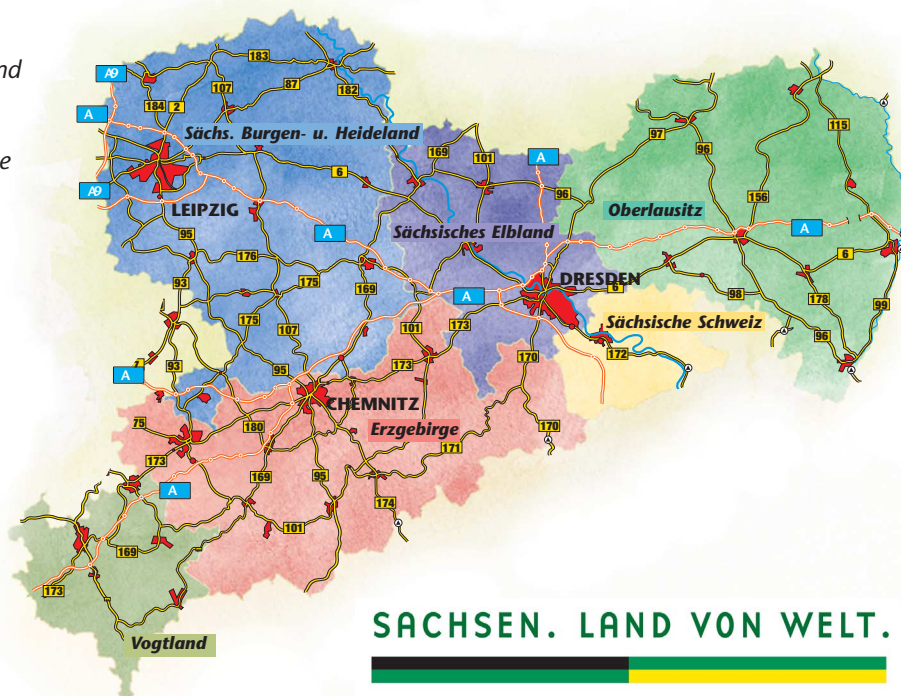 nd
e
A9
183
107
87
184
2
182
A
Sächs. Burgen- u. Heideland
169
101
97
115
96
A
6
A9
LEIPZIG
96
156
Oberlausitz
95
A
Sächsisches Elbland
A
176
6
93
175
169
DRESDEN
A
6
98
178
99
175
107
101
173
Sächsische Schweiz
96
93
95
173
170
172
A
CHEMNITZ
75
180
Erzgebirge
170
173
171
169
95
A
174
101
169
173
Vogtland
SACHSEN. LAND VON WELT.